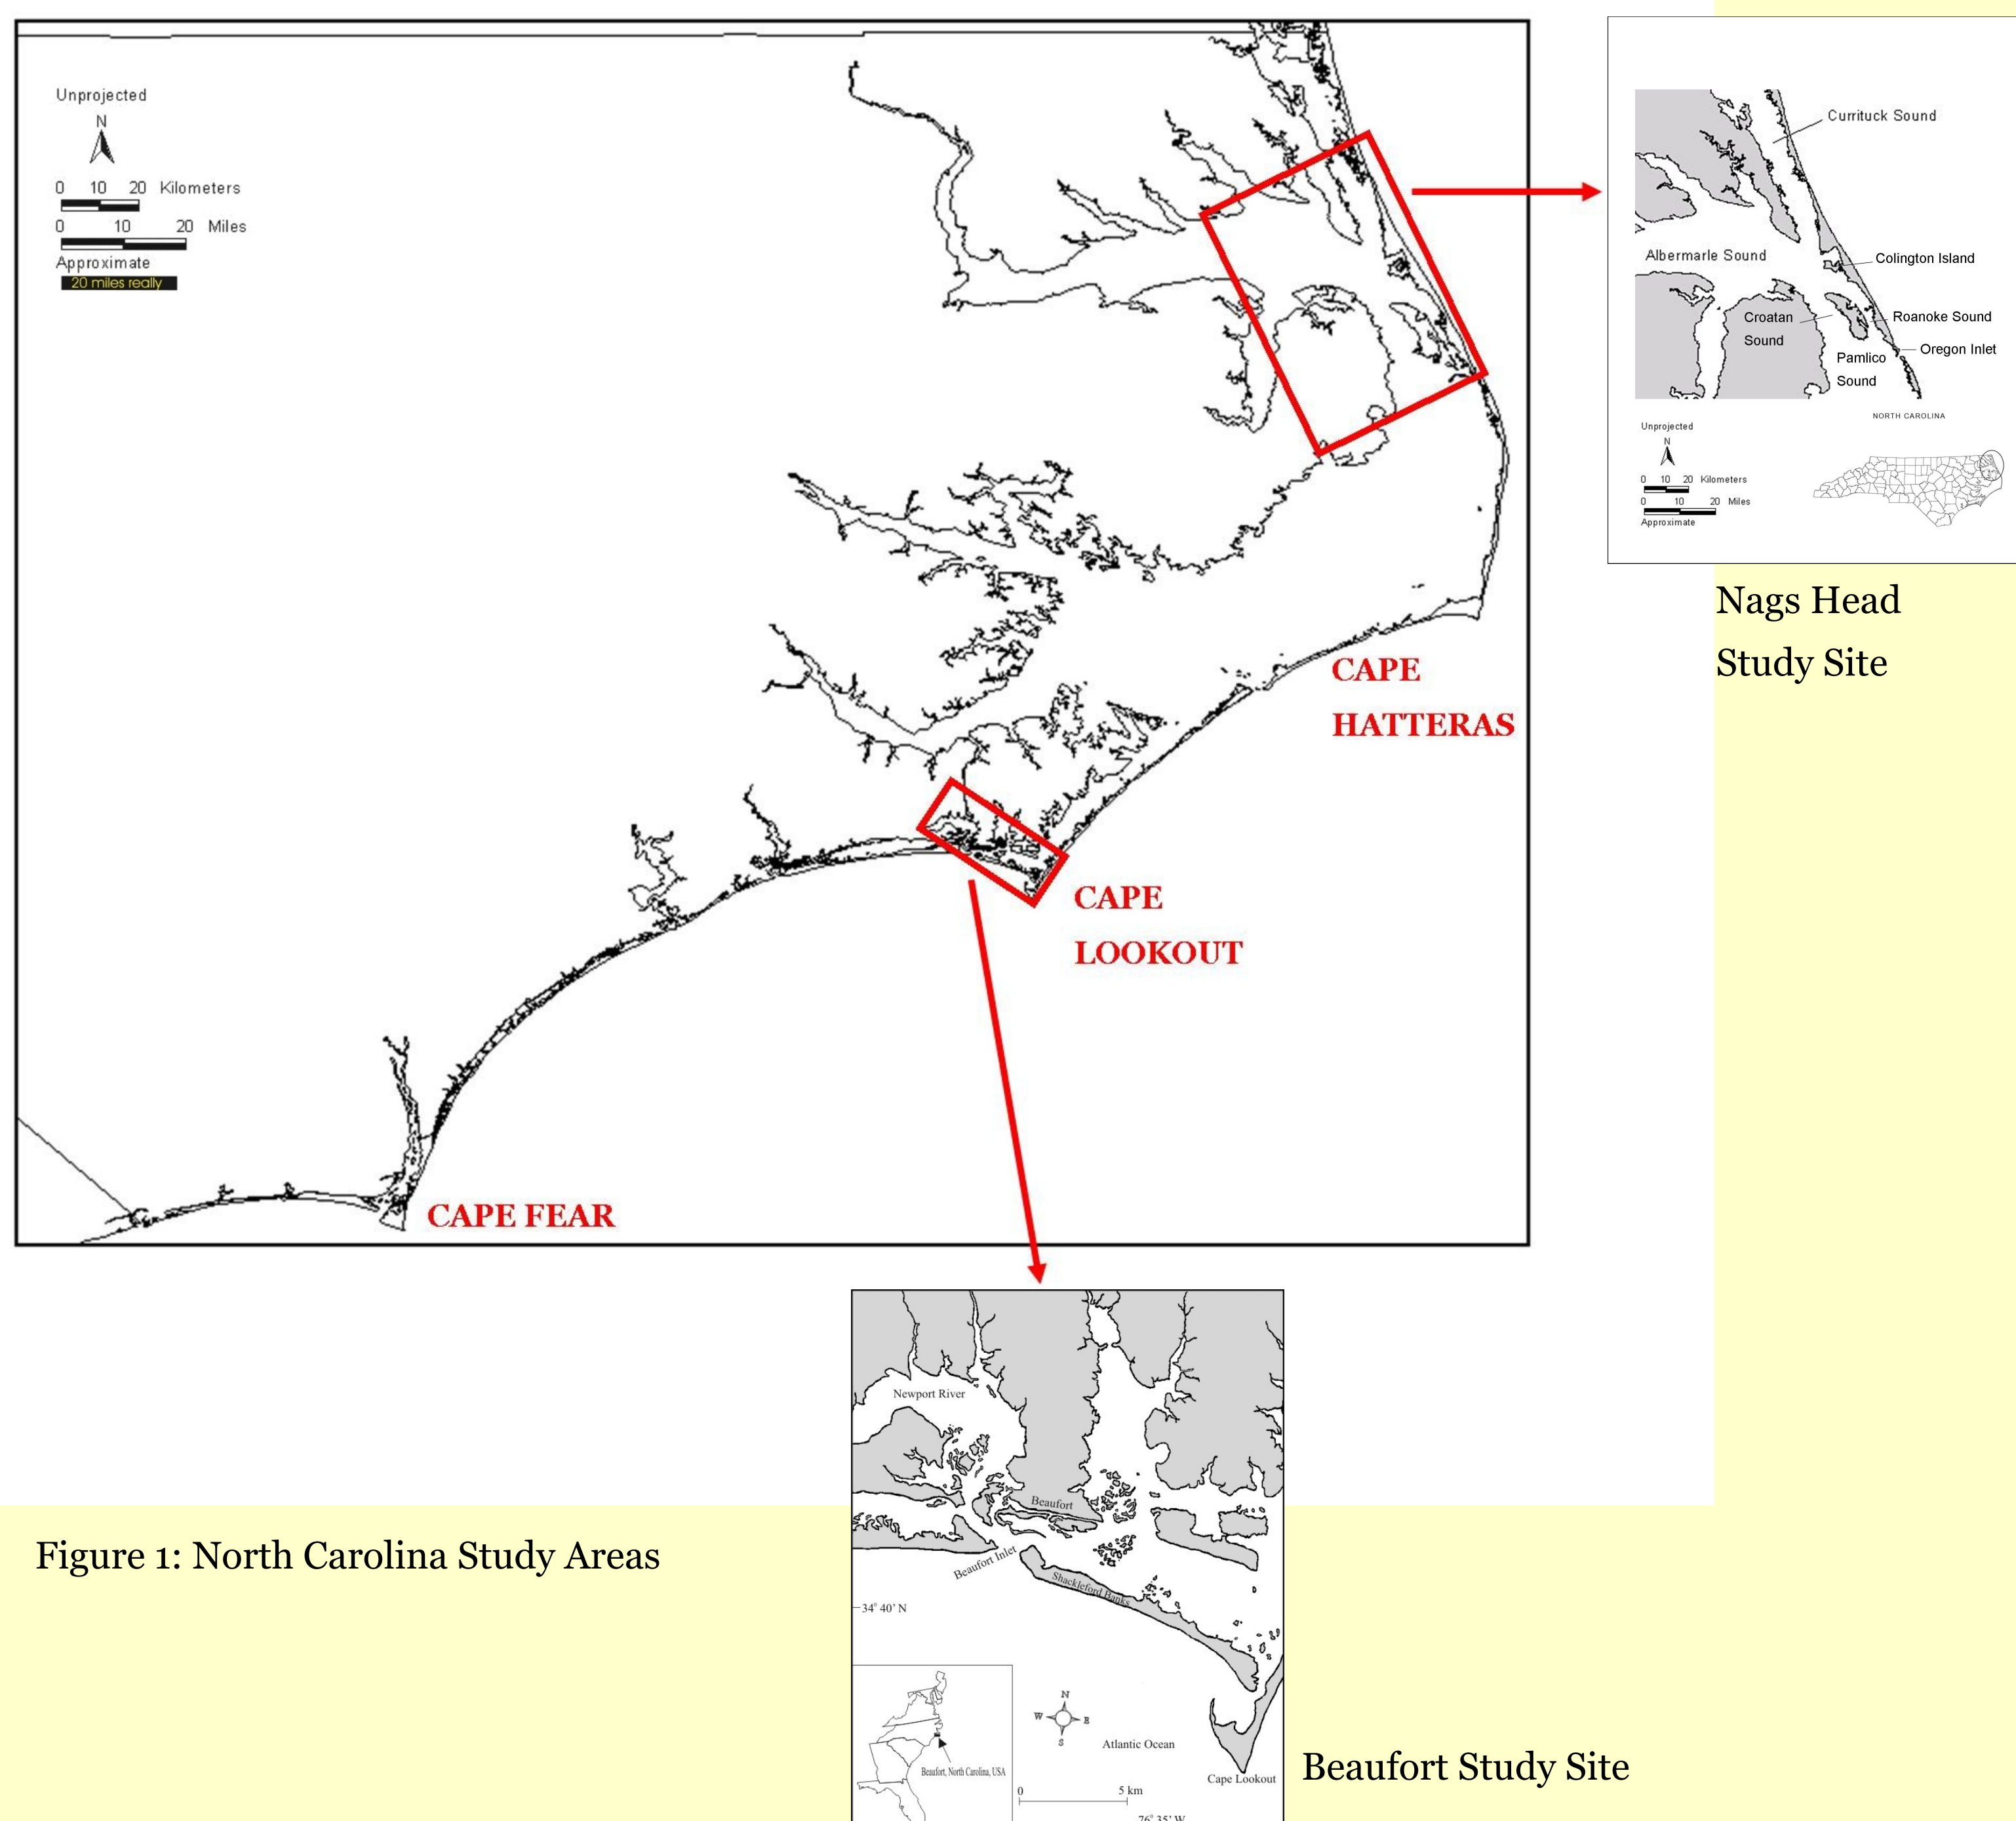 Unprojected
N
0 10 20 Kilometers
0 10 20 Miles
Approximate
20 miles really
CAPE
HATTERAS
CAPE
LOOKOUT
CAPE FEAR
Currituck Sound
Albermarle Sound
Colington Island
Croatan
Sound
Roanoke Sound
Oregon Inlet
Pamlico
Sound
NORTH CAROLINA
Unprojected
N
0 10 20 Kilometers
0 10 20 Miles
Approximate
Nags Head
Study Site
Newport River
Beaufort
Beaufort Inlet
Shackleford Banks
34° 40' N
N
W E
S
Atlantic Ocean
Beaufort, North Carolina, USA
Cape Lookout
0 5 km
76° 35' W
Figure 1: North Carolina Study Areas
Beaufort Study Site